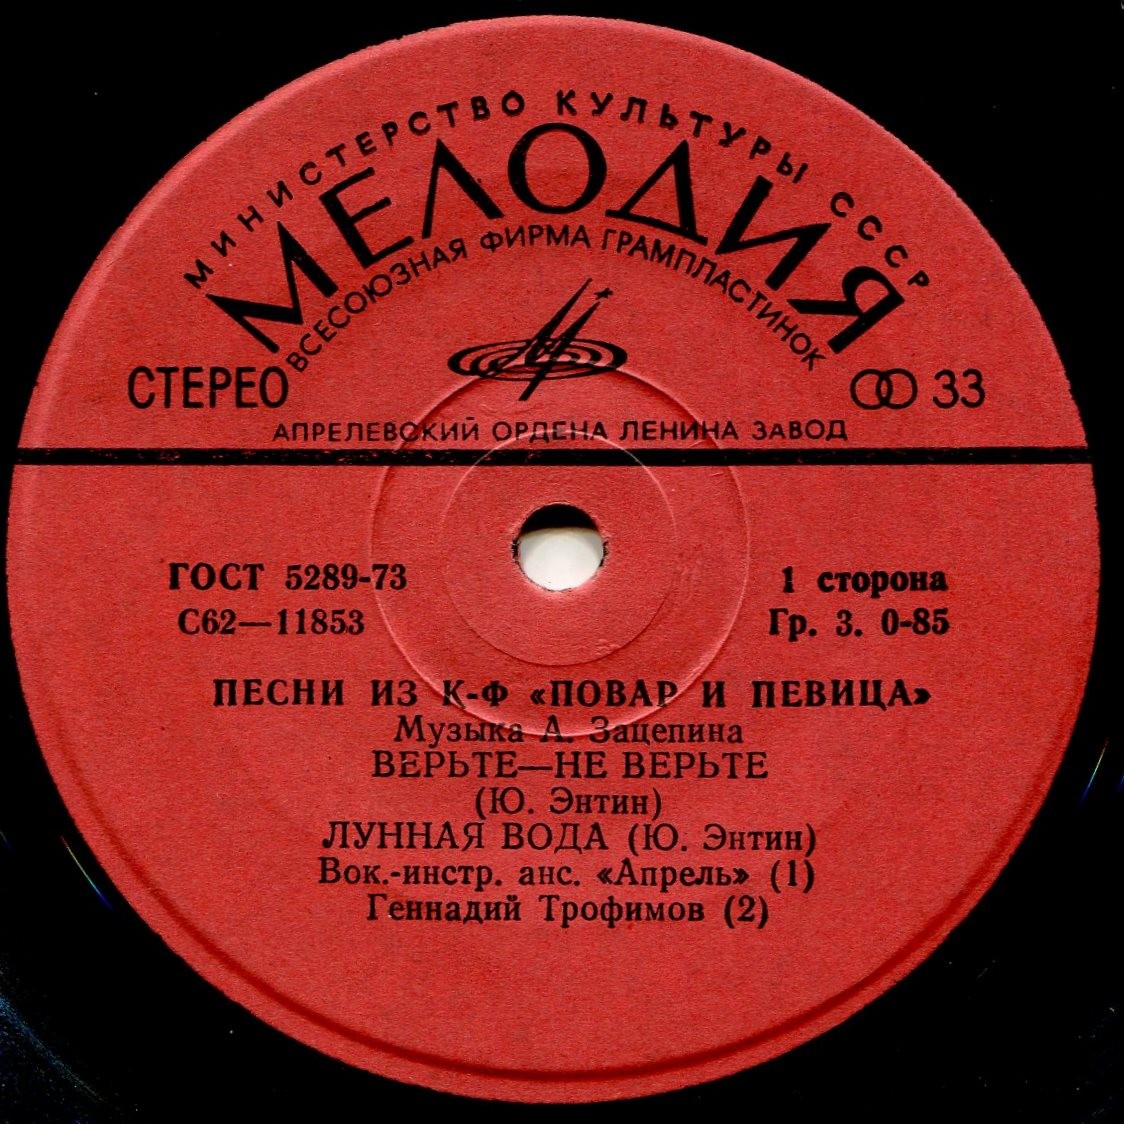 МИНИСТЕРСТВО КУЛЬТУРЫ СССР
МЕЛОДИЯ
ВСЕСОЮЗНАЯ ФИРМА ГРАМПЛАСТИНОК
СТЕРЕО
33
АПРЕЛЕВСКИЙ ОРДЕНА ЛЕНИНА ЗАВОД
ГОСТ 5289-73
1 сторона
С62—11853
Гр. 3. 0-85
ПЕСНИ ИЗ К-Ф «ПОВАР И ПЕВИЦА»
Музыка А. Зацепина
ВЕРЬТЕ—НЕ ВЕРЬТЕ
(Ю. Энтин)
ЛУННАЯ ВОДА (Ю. Энтин)
Вок.-инстр. анс. «Апрель» (1)
Геннадий Трофимов (2)